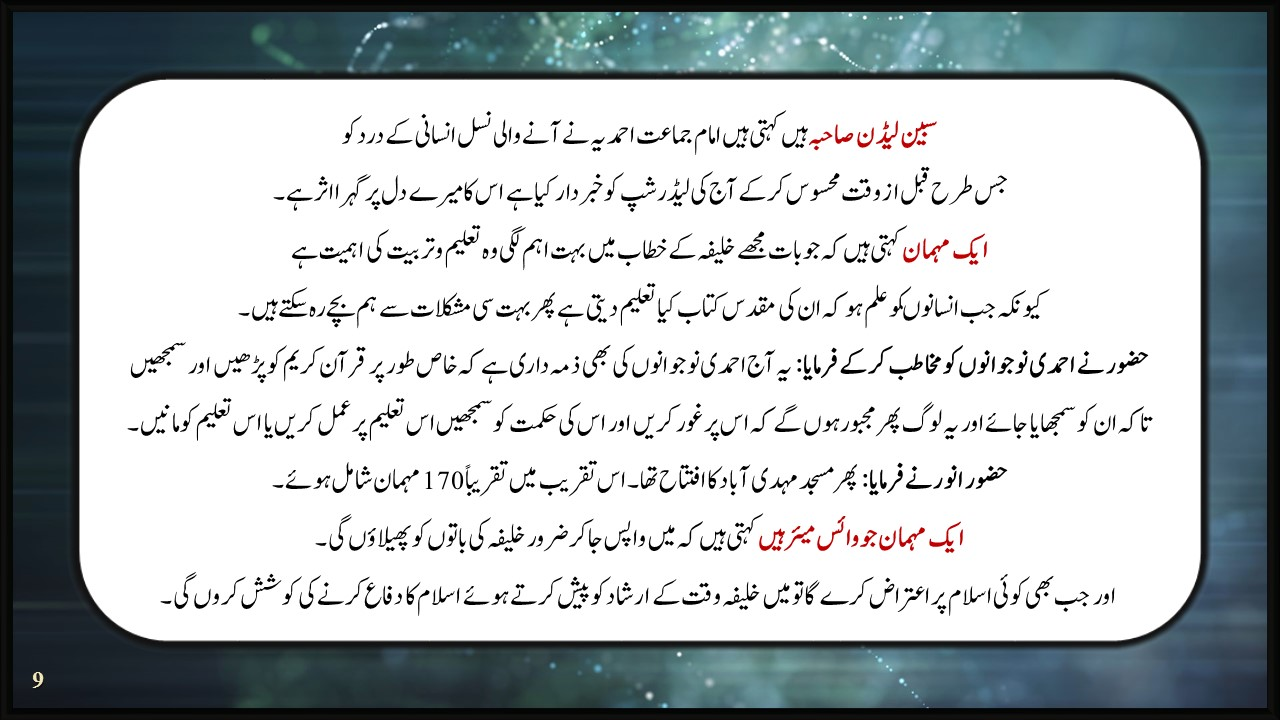 سبین لیڈن صاحبہ ہیں کہتی ہیں امام جماعت احمدیہ نے آنے والی نسل انسانی کے درد کو
جس طرح قبل از وقت محسوس کرکے آج کی لیڈرشپ کو خبردار کیا ہے اس کا میرے دل پر گہرا اثر ہے۔
ایک مہمان کہتی ہیں کہ جو بات مجھے خلیفہ کے خطاب میں بہت اہم لگی وہ تعلیم و تربیت کی اہمیت ہے
کیونکہ جب انسانوں کو علم ہو کہ ان کی مقدس کتاب کیا تعلیم دیتی ہے پھر بہت سی مشکلات سے ہم بچے رہ سکتے ہیں۔
حضور نے احمدی نوجوانوں کو مخاطب کر کے فرمایا: یہ آج احمدی نوجوانوں کی بھی ذمہ داری ہے کہ خاص طور پر قرآن کریم کو پڑھیں اور سمجھیں
تاکہ ان کو سمجھایا جائے اور یہ لوگ پھر مجبور ہوں گے کہ اس پر غور کریں اور اس کی حکمت کو سمجھیں اس تعلیم پر عمل کریں یا اس تعلیم کو مانیں۔
حضور انور نے فرمایا: پھر مسجد مہدی آباد کا افتتاح تھا۔ اس تقریب میں تقریباً 170 مہمان شامل ہوئے۔
ایک مہمان جو وائس میئر ہیں کہتی ہیں کہ میں واپس جا کر ضرور خلیفہ کی باتوں کو پھیلاؤں گی۔
اور جب بھی کوئی اسلام پر اعتراض کرے گا تو میں خلیفہ وقت کے ارشاد کو پیش کرتے ہوئے اسلام کا دفاع کرنے کی کوشش کروں گی۔
9